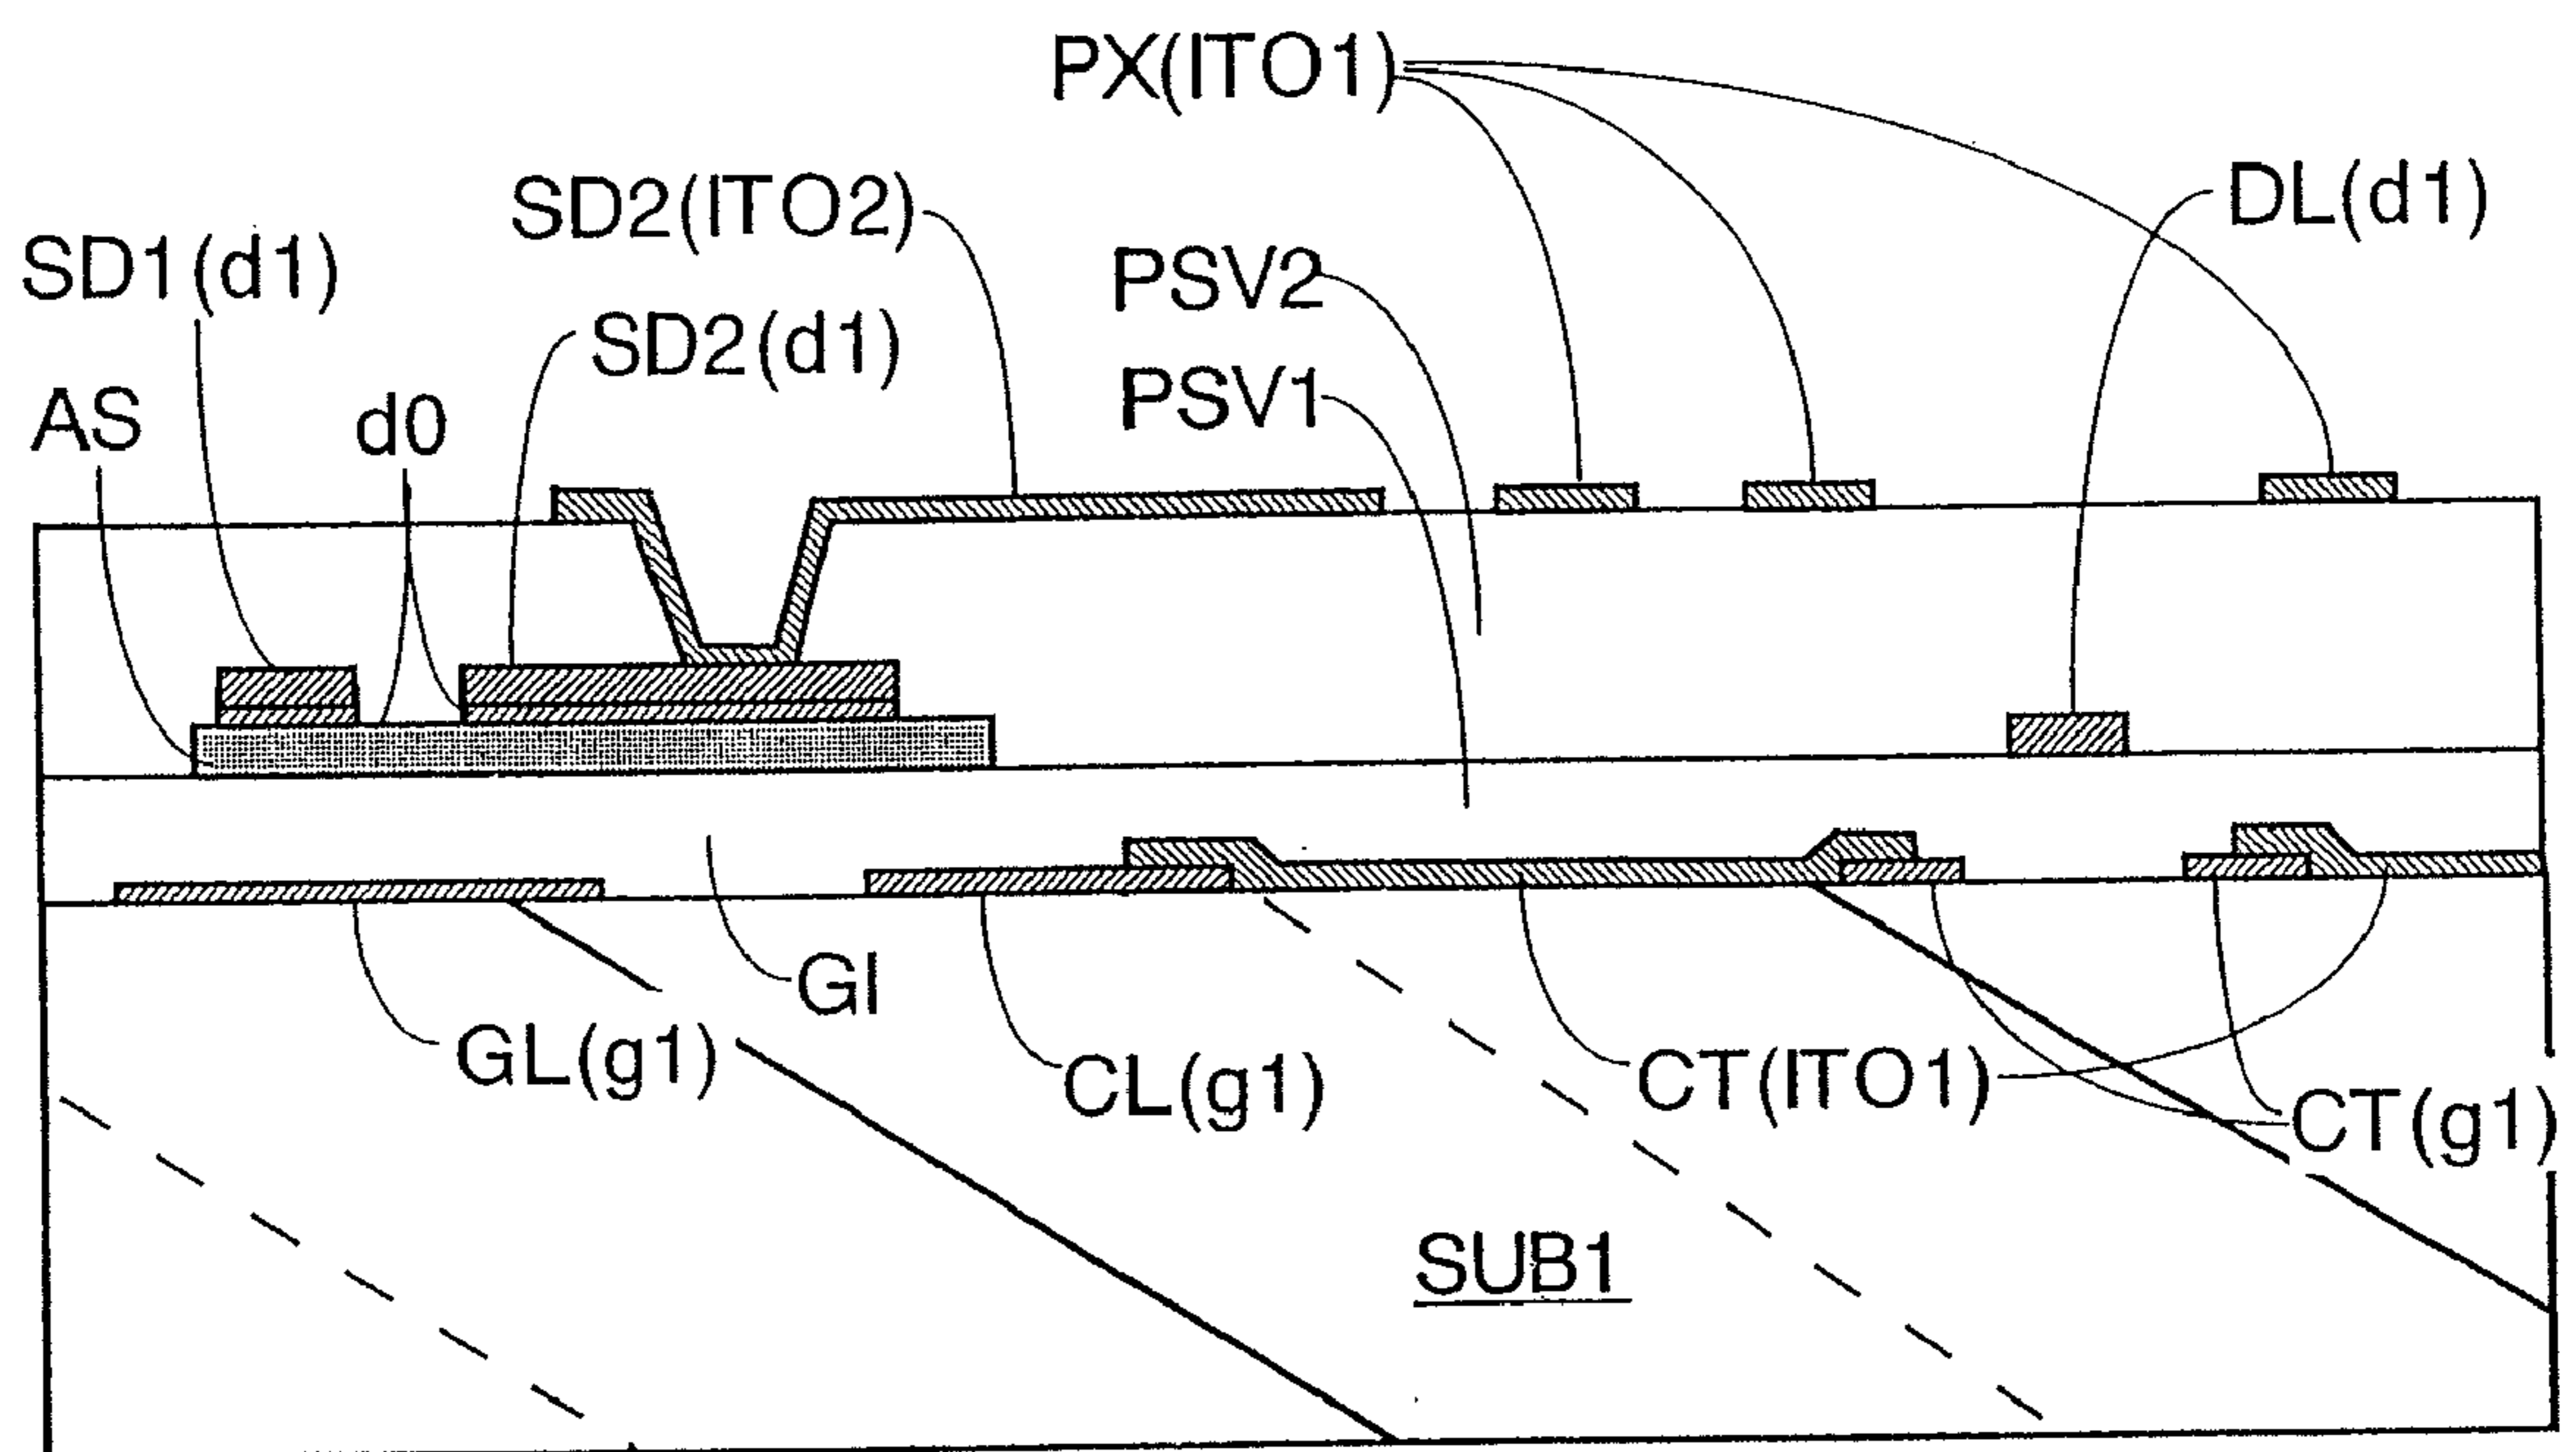 PX(ITO1)
SD2(ITO2)
DL(d1)
SD1(d1)
PSV2
SD2(d1)
PSV1
AS
d0
GI
GL(g1)
CL(g1)
CT(ITO1)
CT(g1)
SUB1